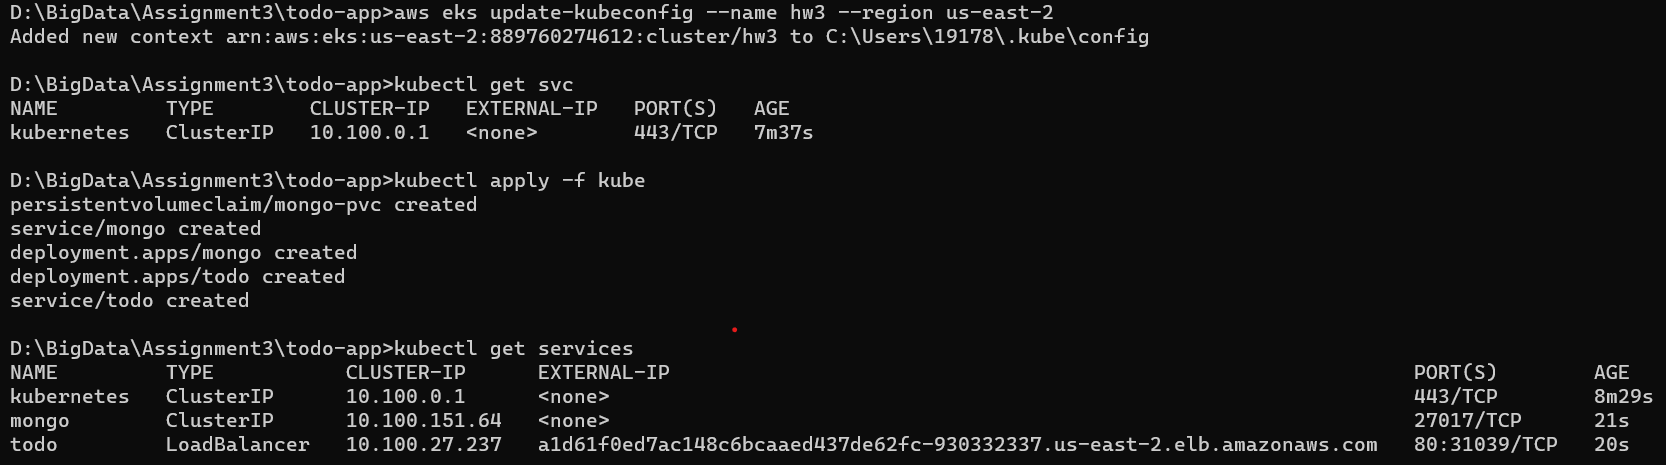 D:\BigData\Assignment3\todo-app>aws eks update-kubeconfig --name hw3 --region us-east-2
Added new context arn:aws:eks:us-east-2:889760274612:cluster/hw3 to C:\Users\19178\.kube\config
D:\BigData\Assignment3\todo-app>kubectl get svc
NAME         TYPE        CLUSTER-IP   EXTERNAL-IP   PORT(S)   AGE
kubernetes   ClusterIP   10.100.0.1   <none>        443/TCP   7m37s
D:\BigData\Assignment3\todo-app>kubectl apply -f kube
persistentvolumeclaim/mongo-pvc created
service/mongo created
deployment.apps/mongo created
deployment.apps/todo created
service/todo created
D:\BigData\Assignment3\todo-app>kubectl get services
NAME         TYPE           CLUSTER-IP      EXTERNAL-IP                                                              PORT(S)        AGE
kubernetes   ClusterIP      10.100.0.1      <none>                                                                   443/TCP        8m29s
mongo        ClusterIP      10.100.151.64   <none>                                                                   27017/TCP      21s
todo         LoadBalancer   10.100.27.237   a1d61f0ed7ac148c6bcaaed437de62fc-930332337.us-east-2.elb.amazonaws.com   80:31039/TCP   20s